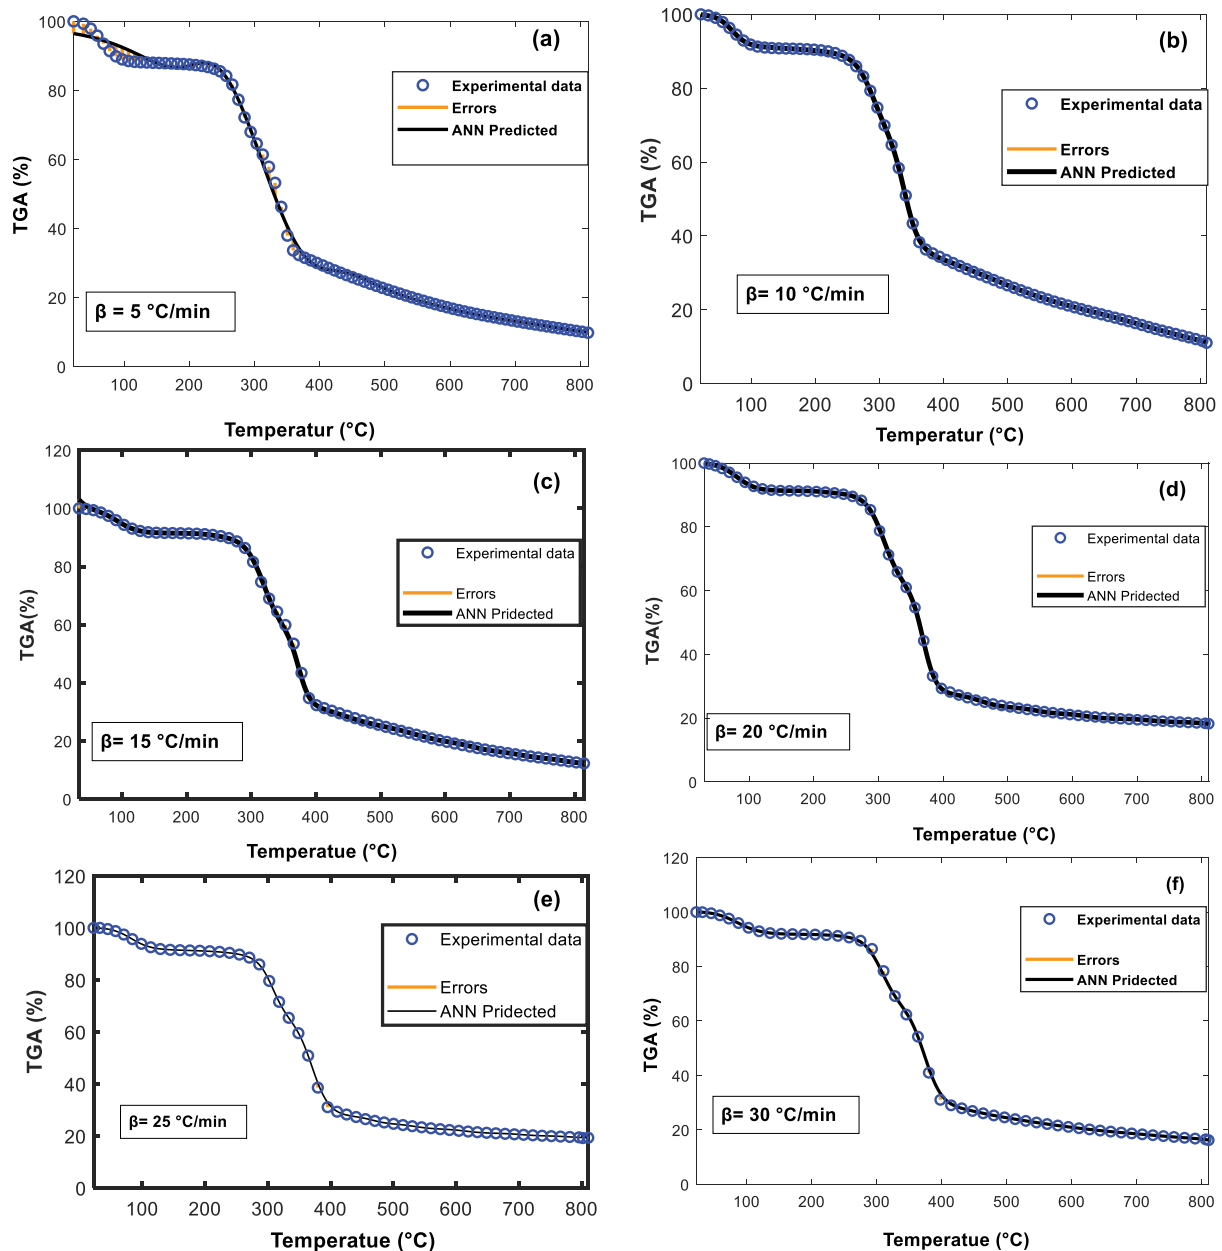 (a)
100
80
60
40
20
0
TGA (%)
Experimental data
Errors
ANN Predicted
β = 5 °C/min
100 200 300 400 500 600 700 800
Temperatur (°C)
(b)
100
80
60
40
20
0
TGA (%)
Experimental data
Errors
ANN Predicted
β= 10 °C/min
100 200 300 400 500 600 700 800
Temperatur (°C)
(c)
120
100
80
60
40
20
0
TGA(%)
Experimental data
Errors
ANN Pridected
β= 15 °C/min
100 200 300 400 500 600 700 800
Temperatue (°C)
(d)
100
80
60
40
20
0
TGA(%)
Experimental data
Errors
ANN Pridected
β= 20 °C/min
100 200 300 400 500 600 700 800
Temperatue (°C)
(e)
120
100
80
60
40
20
0
TGA (%)
Experimental data
Errors
ANN Pridected
β= 25 °C/min
100 200 300 400 500 600 700 800
Temperatue (°C)
(f)
120
100
80
60
40
20
0
TGA (%)
Experimental data
Errors
ANN Pridected
β= 30 °C/min
100 200 300 400 500 600 700 800
Temperatue (°C)